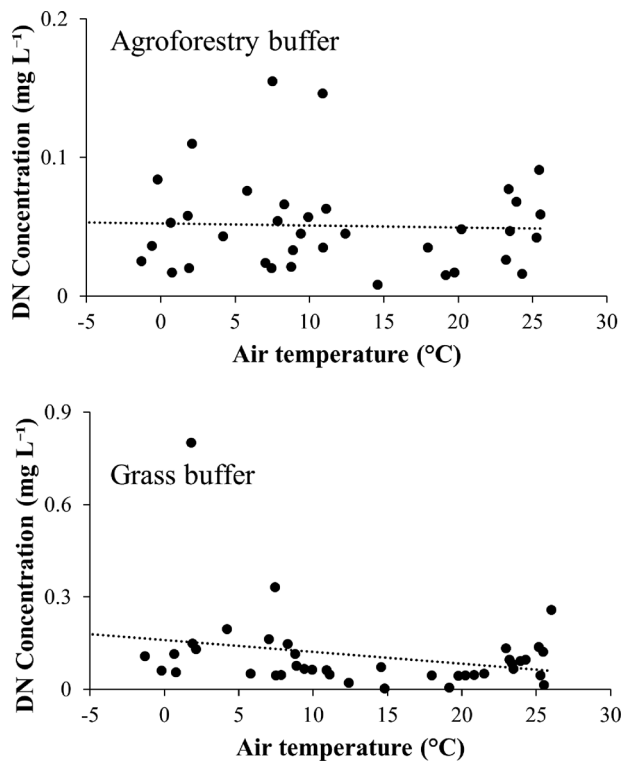 0.2
Agroforestry buffer
DN Concentration (mg L⁻¹)
0.1
0
-5 0 5 10 15 20 25 30
Air temperature (°C)
0.9
Grass buffer
DN Concentration (mg L⁻¹)
0.6
0.3
0
-5 0 5 10 15 20 25 30
Air temperature (°C)